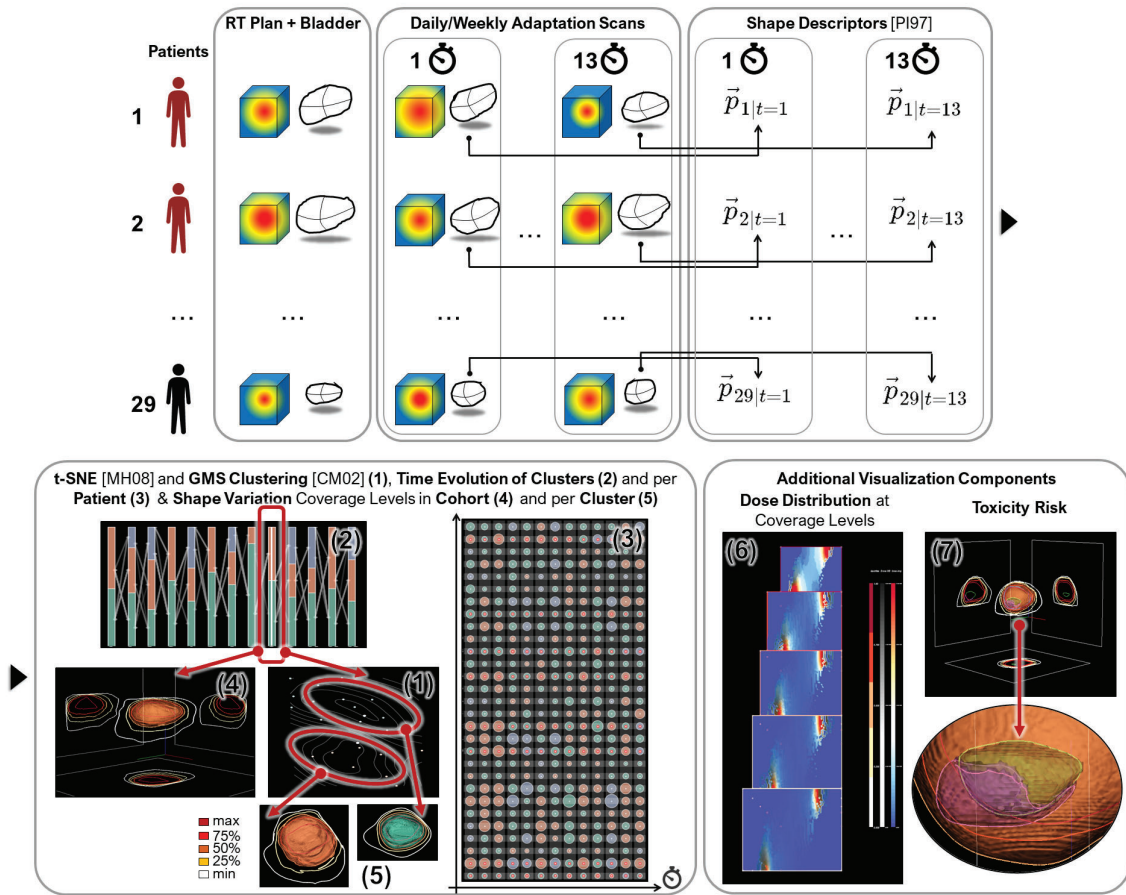 RT Plan + Bladder
Daily/Weekly Adaptation Scans
Shape Descriptors [PI97]
Patients
1
13
1
13
1
p⃗1|t=1
p⃗1|t=13
2
...
p⃗2|t=1
...
p⃗2|t=13
...
...
...
...
...
...
29
p⃗29|t=1
p⃗29|t=13
t-SNE [MH08] and GMS Clustering [CM02] (1), Time Evolution of Clusters (2) and per
Patient (3) & Shape Variation Coverage Levels in Cohort (4) and per Cluster (5)
(2)
(3)
(4)
(1)
max
75%
50%
25%
min
(5)
Additional Visualization Components
Dose Distribution at
Coverage Levels
Toxicity Risk
(6)
(7)